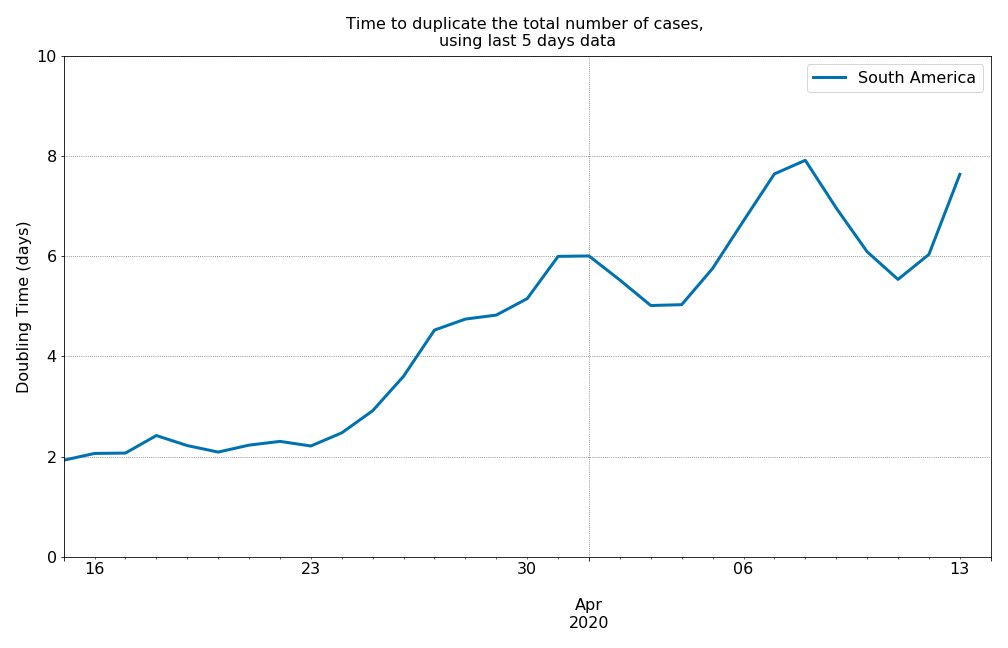 Time to duplicate the total number of cases,
using last 5 days data
South America
Doubling Time (days)
10
8
6
4
2
0
16 23 30 06 13
Apr
2020